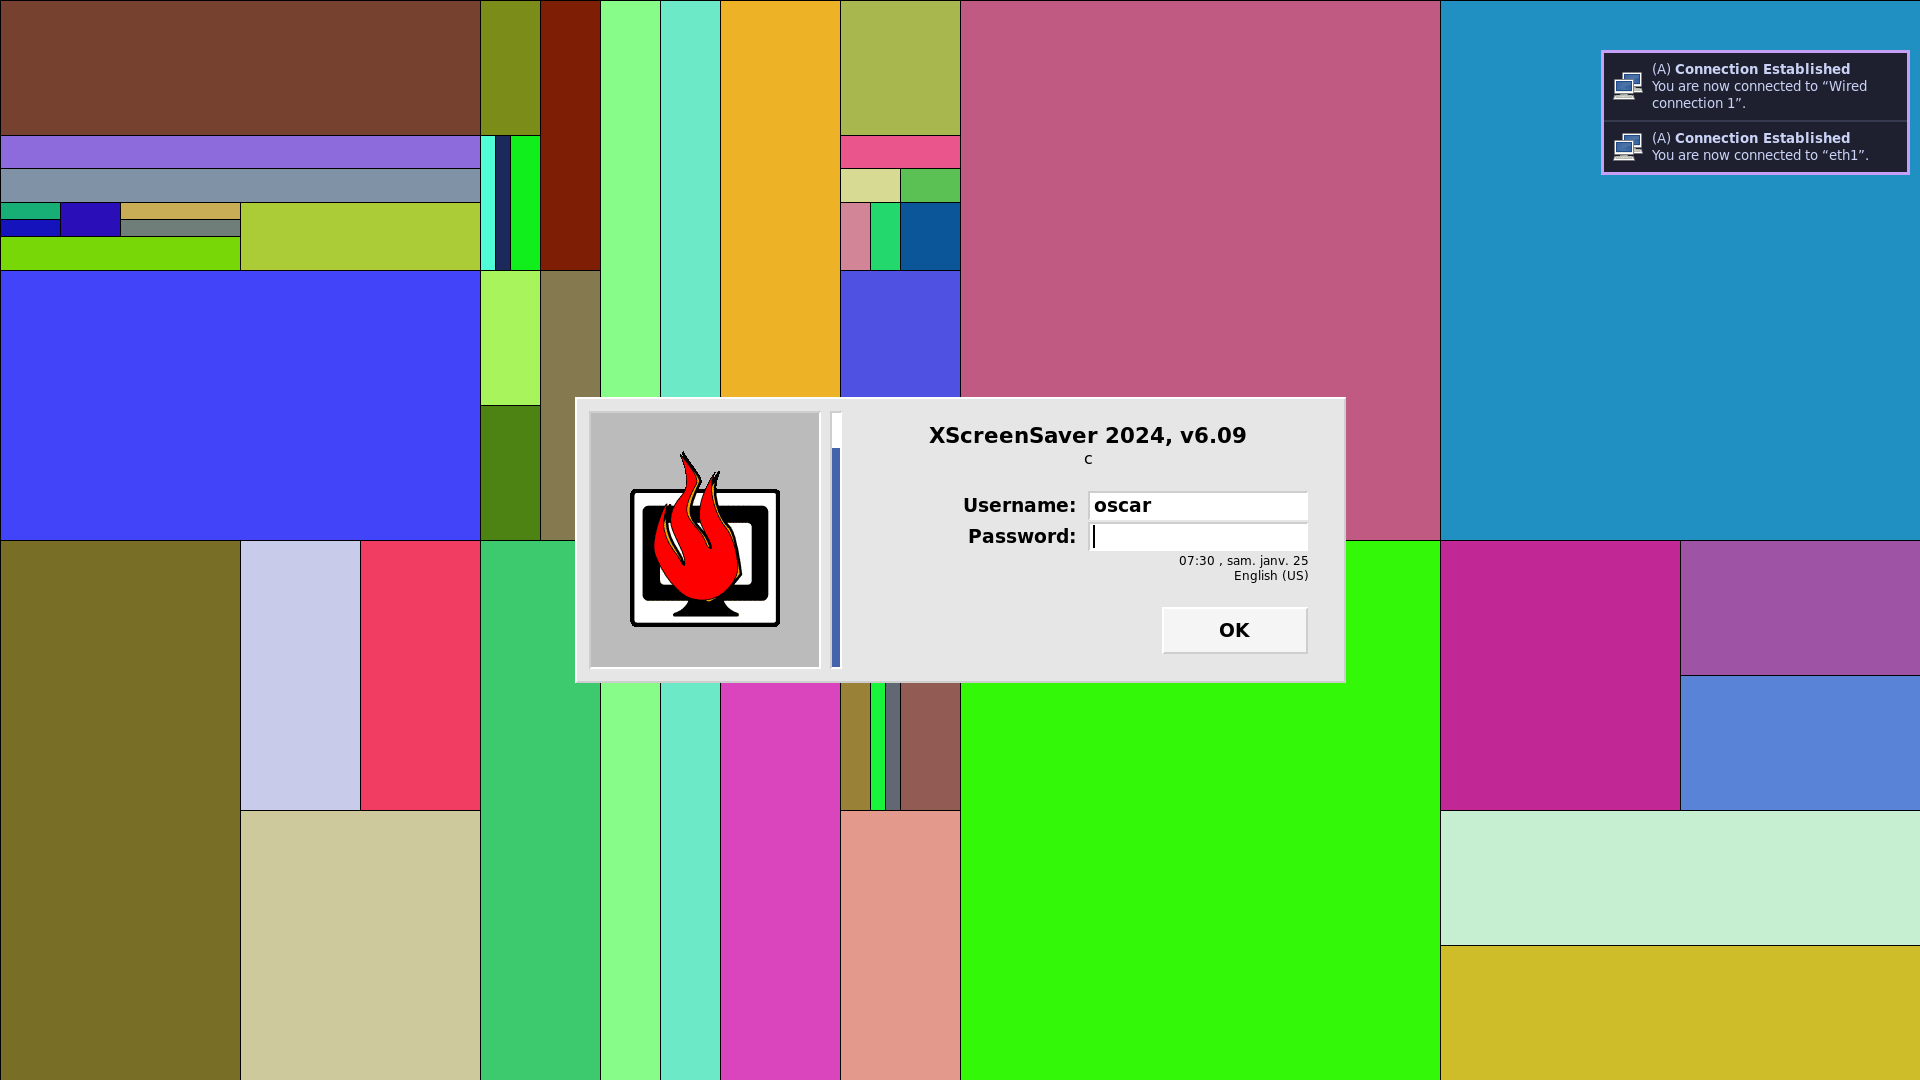 (A) Connection Established
You are now connected to “Wired
connection 1”.
(A) Connection Established
You are now connected to “eth1”.
XScreenSaver 2024, v6.09
c
Username: oscar
Password:
07:30 , sam. janv. 25
English (US)
OK